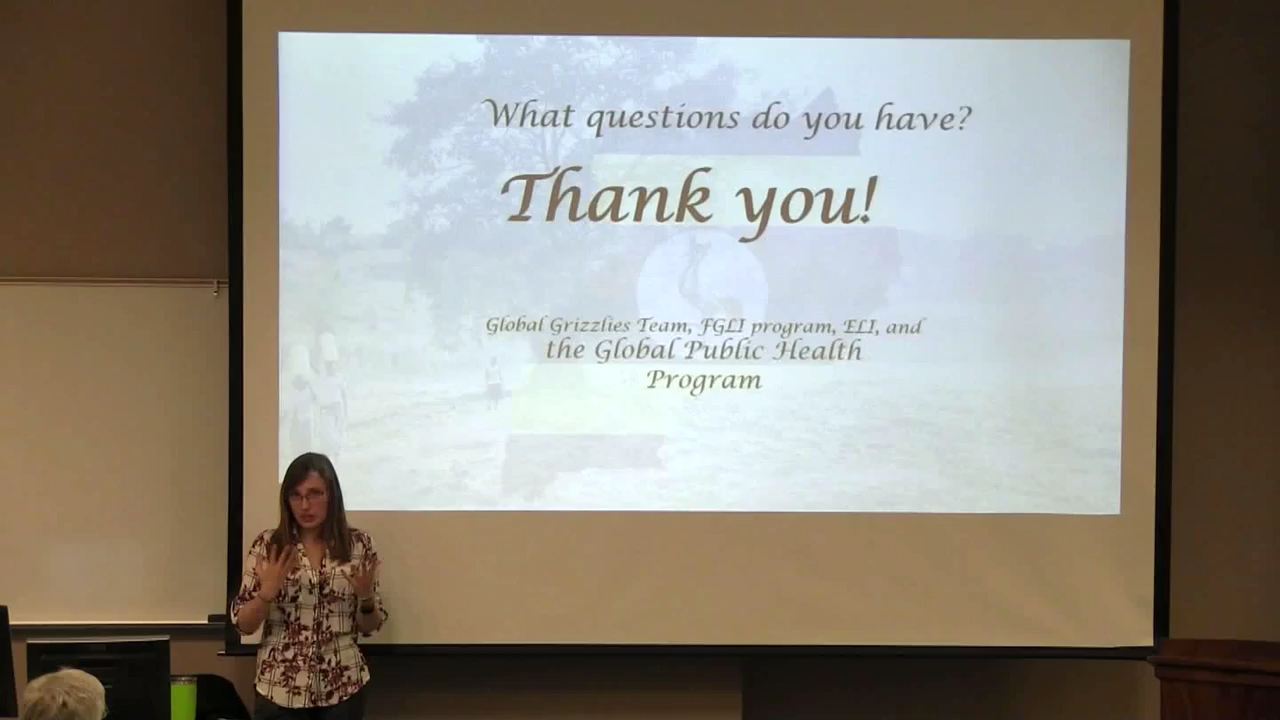 What questions do you have?
Thank you!
Global Grizzlies Team, FGLI program, ELI, and
the Global Public Health
Program